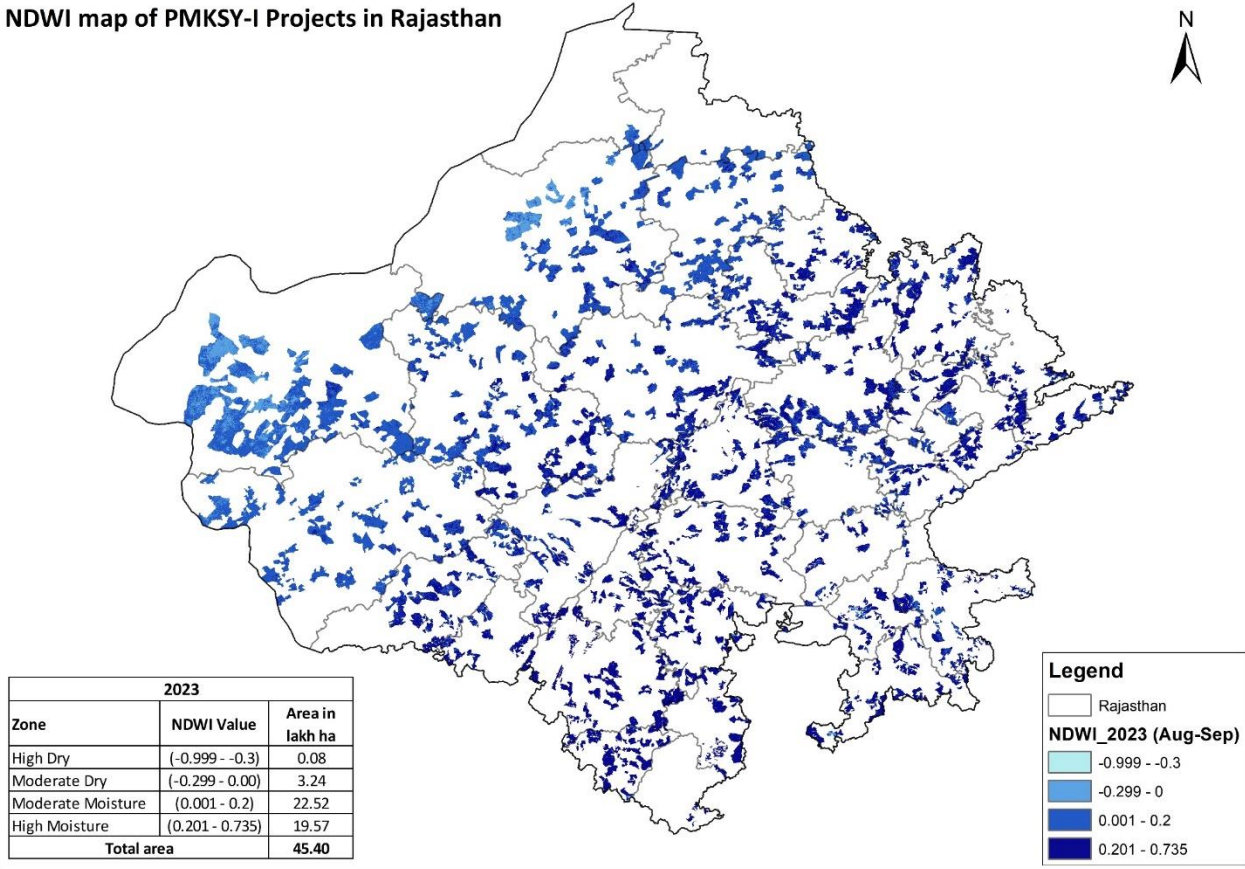 NDWI map of PMKSY-I Projects in Rajasthan
N
2023
Zone NDWI Value Area in lakh ha
High Dry (-0.999 - -0.3) 0.08
Moderate Dry (-0.299 - 0.00) 3.24
Moderate Moisture (0.001 - 0.2) 22.52
High Moisture (0.201 - 0.735) 19.57
Total area 45.40
Legend
Rajasthan
NDWI_2023 (Aug-Sep)
-0.999 - -0.3
-0.299 - 0
0.001 - 0.2
0.201 - 0.735